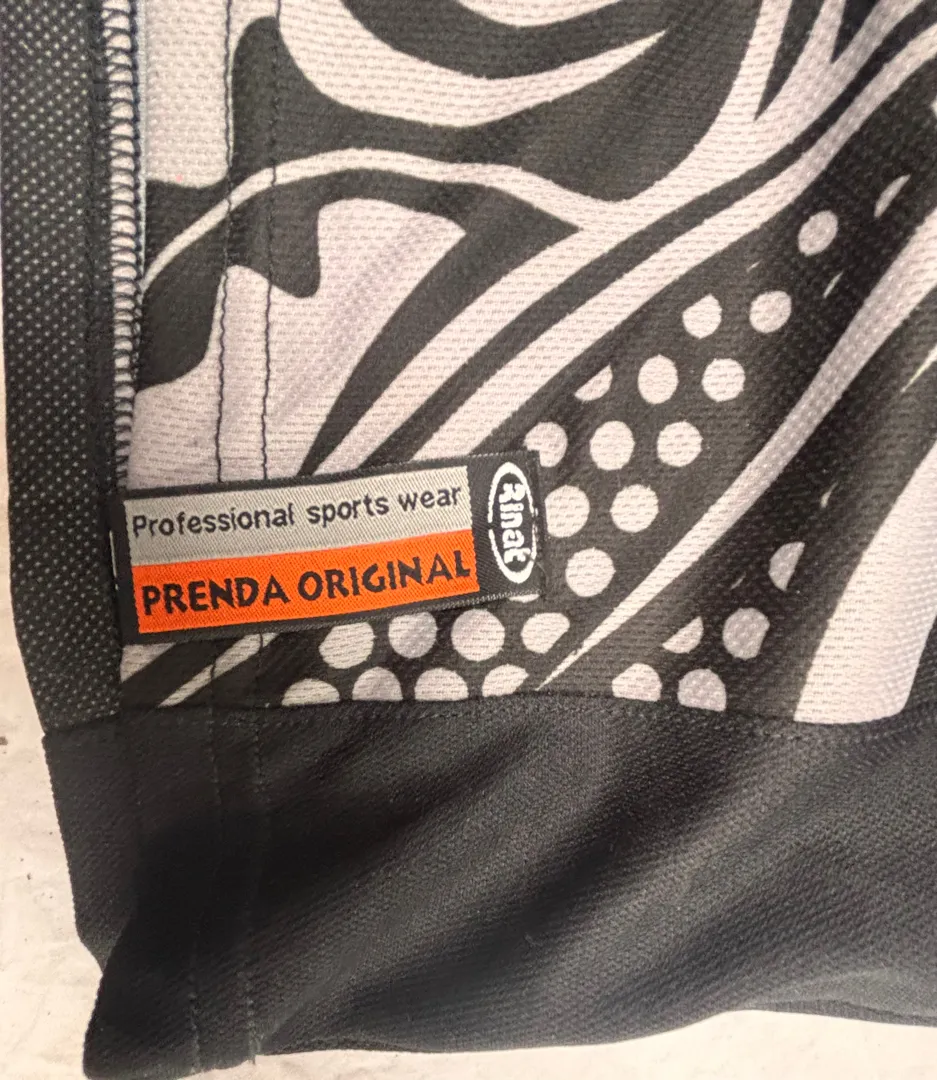 Professional sports wear
PRENDA ORIGINAL
Rinat